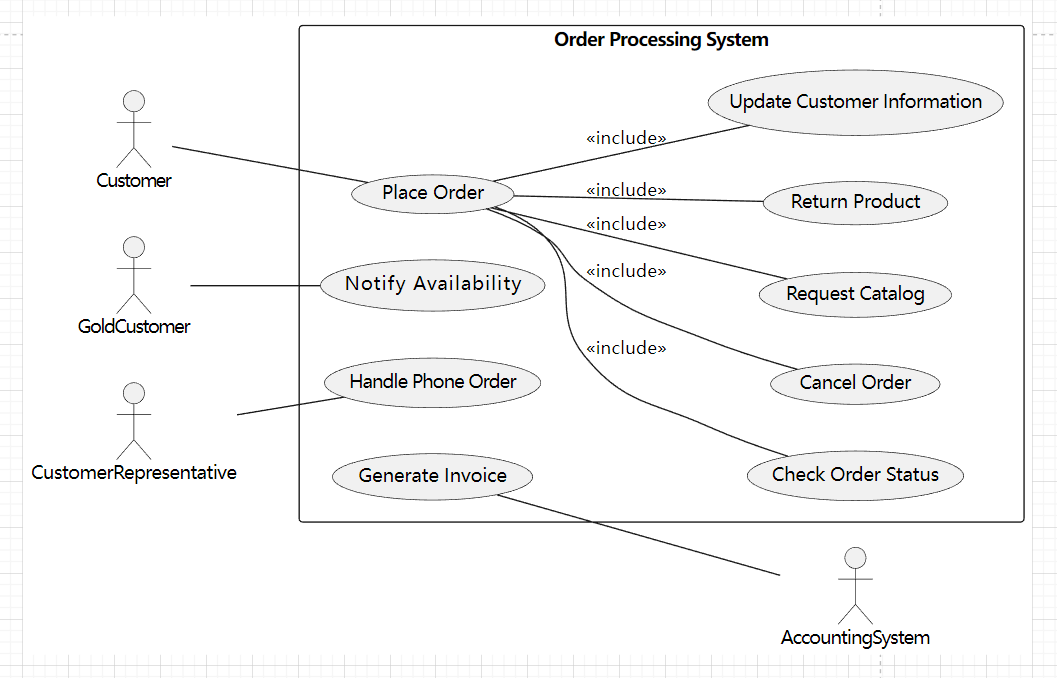 Order Processing System
Update Customer Information
«include»
Customer
Place Order
«include»
Return Product
«include»
Notify Availability
«include»
Request Catalog
GoldCustomer
«include»
Handle Phone Order
Cancel Order
CustomerRepresentative
Generate Invoice
Check Order Status
AccountingSystem